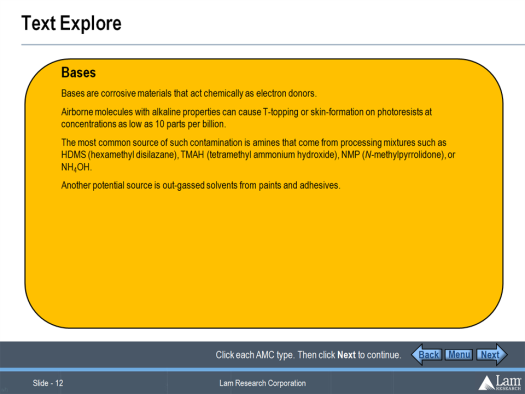 Text Explore
Bases
Bases are corrosive materials that act chemically as electron donors.
Airborne molecules with alkaline properties can cause T-topping or skin-formation on photoresists at
concentrations as low as 10 parts per billion.
The most common source of such contamination is amines that come from processing mixtures such as
HDMS (hexamethyl disilazane), TMAH (tetramethyl ammonium hydroxide), NMP (N-methylpyrrolidone), or
NH₄OH.
Another potential source is out-gassed solvents from paints and adhesives.
Click each AMC type. Then click Next to continue.
Back Menu Next
Slide - 12
Lam Research Corporation
Lam
RESEARCH